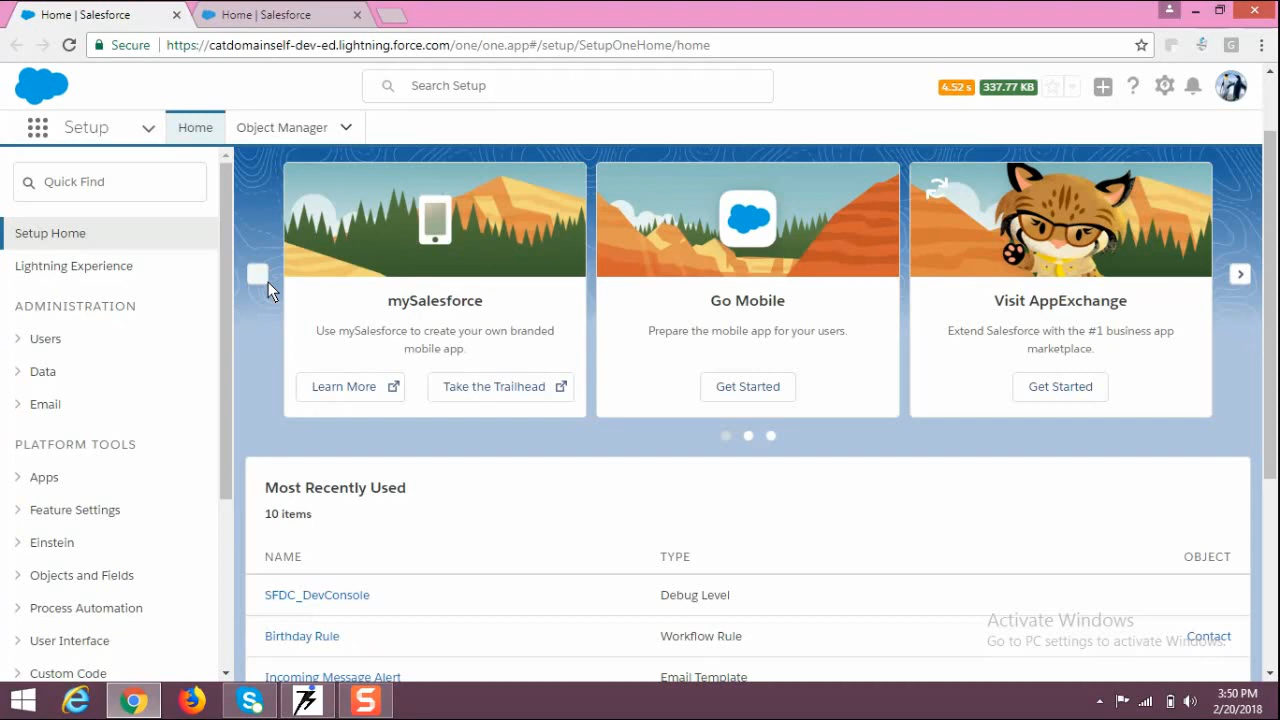 Home | Salesforce
Home | Salesforce
Secure
https://catdomainself-dev-ed.lightning.force.com/one/one.app#/setup/SetupOneHome/home
G
Search Setup
4.52 s
337.77 KB
Setup
Home
Object Manager
Quick Find
Setup Home
Lightning Experience
ADMINISTRATION
Users
Data
Email
PLATFORM TOOLS
Apps
Feature Settings
Einstein
Objects and Fields
Process Automation
User Interface
Custom Code
mySalesforce
Use mySalesforce to create your own branded
mobile app.
Learn More
Take the Trailhead
Go Mobile
Prepare the mobile app for your users.
Get Started
Visit AppExchange
Extend Salesforce with the #1 business app
marketplace.
Get Started
Most Recently Used
10 items
NAME TYPE OBJECT
SFDC_DevConsole Debug Level
Birthday Rule Workflow Rule Contact
Incoming Message Alert Email Template
Activate Windows
Go to PC settings to activate Windows.
3:50 PM
2/20/2018